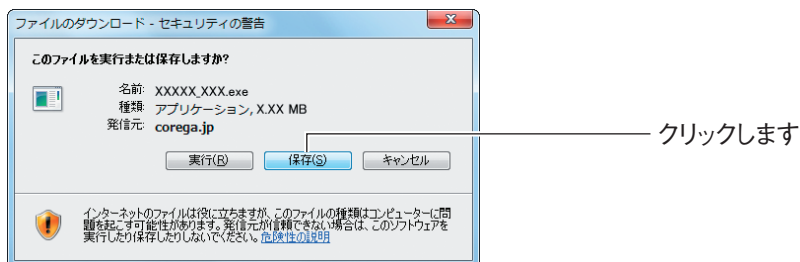 ファイルのダウンロード - セキュリティの警告
このファイルを実行または保存しますか?
名前: XXXXX_XXX.exe
種類: アプリケーション, X.XX MB
発信元: corega.jp
実行(R) 保存(S) キャンセル
クリックします
インターネットのファイルは役に立ちますが、このファイルの種類はコンピューターに問
題を起こす可能性があります。発信元が信頼できない場合は、このソフトウェアを
実行したり保存したりしないでください。危険性の説明